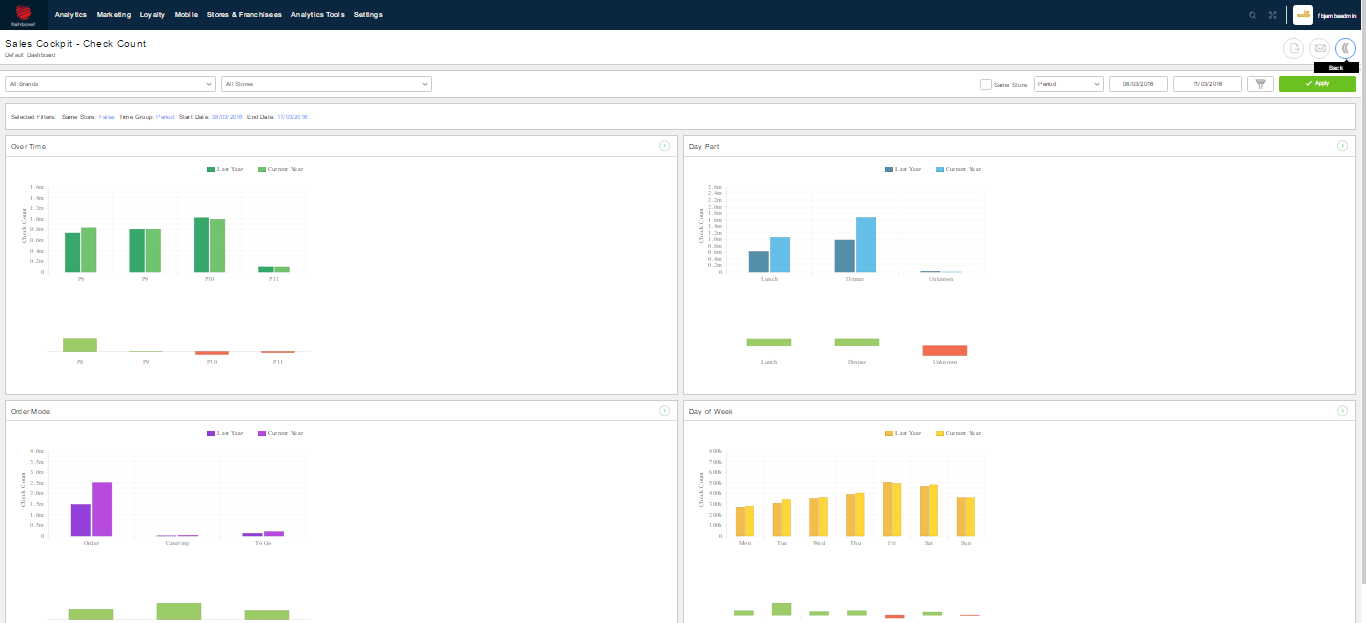 Analytics Marketing Loyalty Mobile Stores & Franchisees Analytics Tools Settings fbjambaadmin
fishbowl
Sales Cockpit - Check Count
Default Dashboard
Back
All Brands All Stores Same Store Period 08/03/2016 11/03/2016 Apply
Selected Filters: Same Store: False Time Group: Period Start Date: 08/03/2016 End Date: 11/03/2016
Over Time
Last Year Current Year
1.6m
1.4m
1.2m
1.0m
0.8m
0.6m
0.4m
0.2m
0
Check Count
P8 P9 P10 P11
P8 P9 P10 P11
Day Part
Last Year Current Year
2.6m
2.4m
2.2m
2.0m
1.8m
1.6m
1.4m
1.2m
1.0m
0.8m
0.6m
0.4m
0.2m
0
Check Count
Lunch Dinner Unknown
Lunch Dinner Unknown
Order Mode
Last Year Current Year
4.0m
3.5m
3.0m
2.5m
2.0m
1.5m
1.0m
0.5m
0
Check Count
Order Catering To Go
Day of Week
Last Year Current Year
800k
700k
600k
500k
400k
300k
200k
100k
0
Check Count
Mon Tue Wed Thu Fri Sat Sun